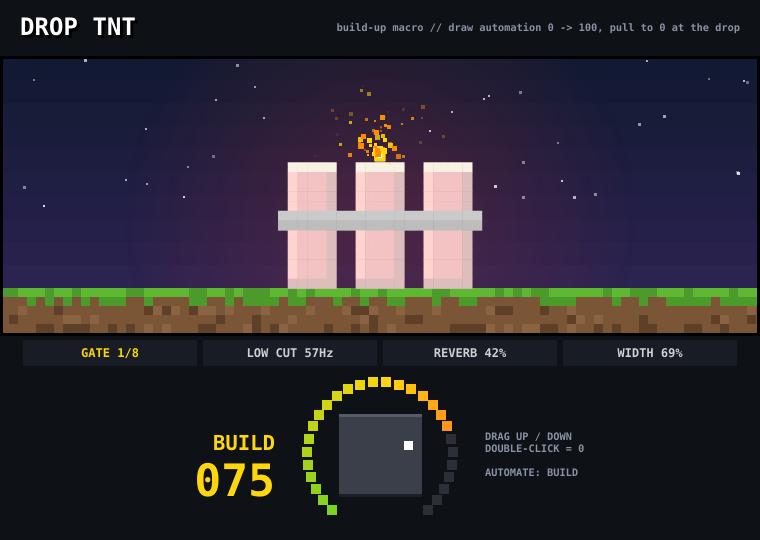 DROP TNT
build-up macro // draw automation 0 -> 100, pull to 0 at the drop
GATE 1/8
LOW CUT 57Hz
REVERB 42%
WIDTH 69%
BUILD
075
DRAG UP / DOWN
DOUBLE-CLICK = 0
AUTOMATE: BUILD